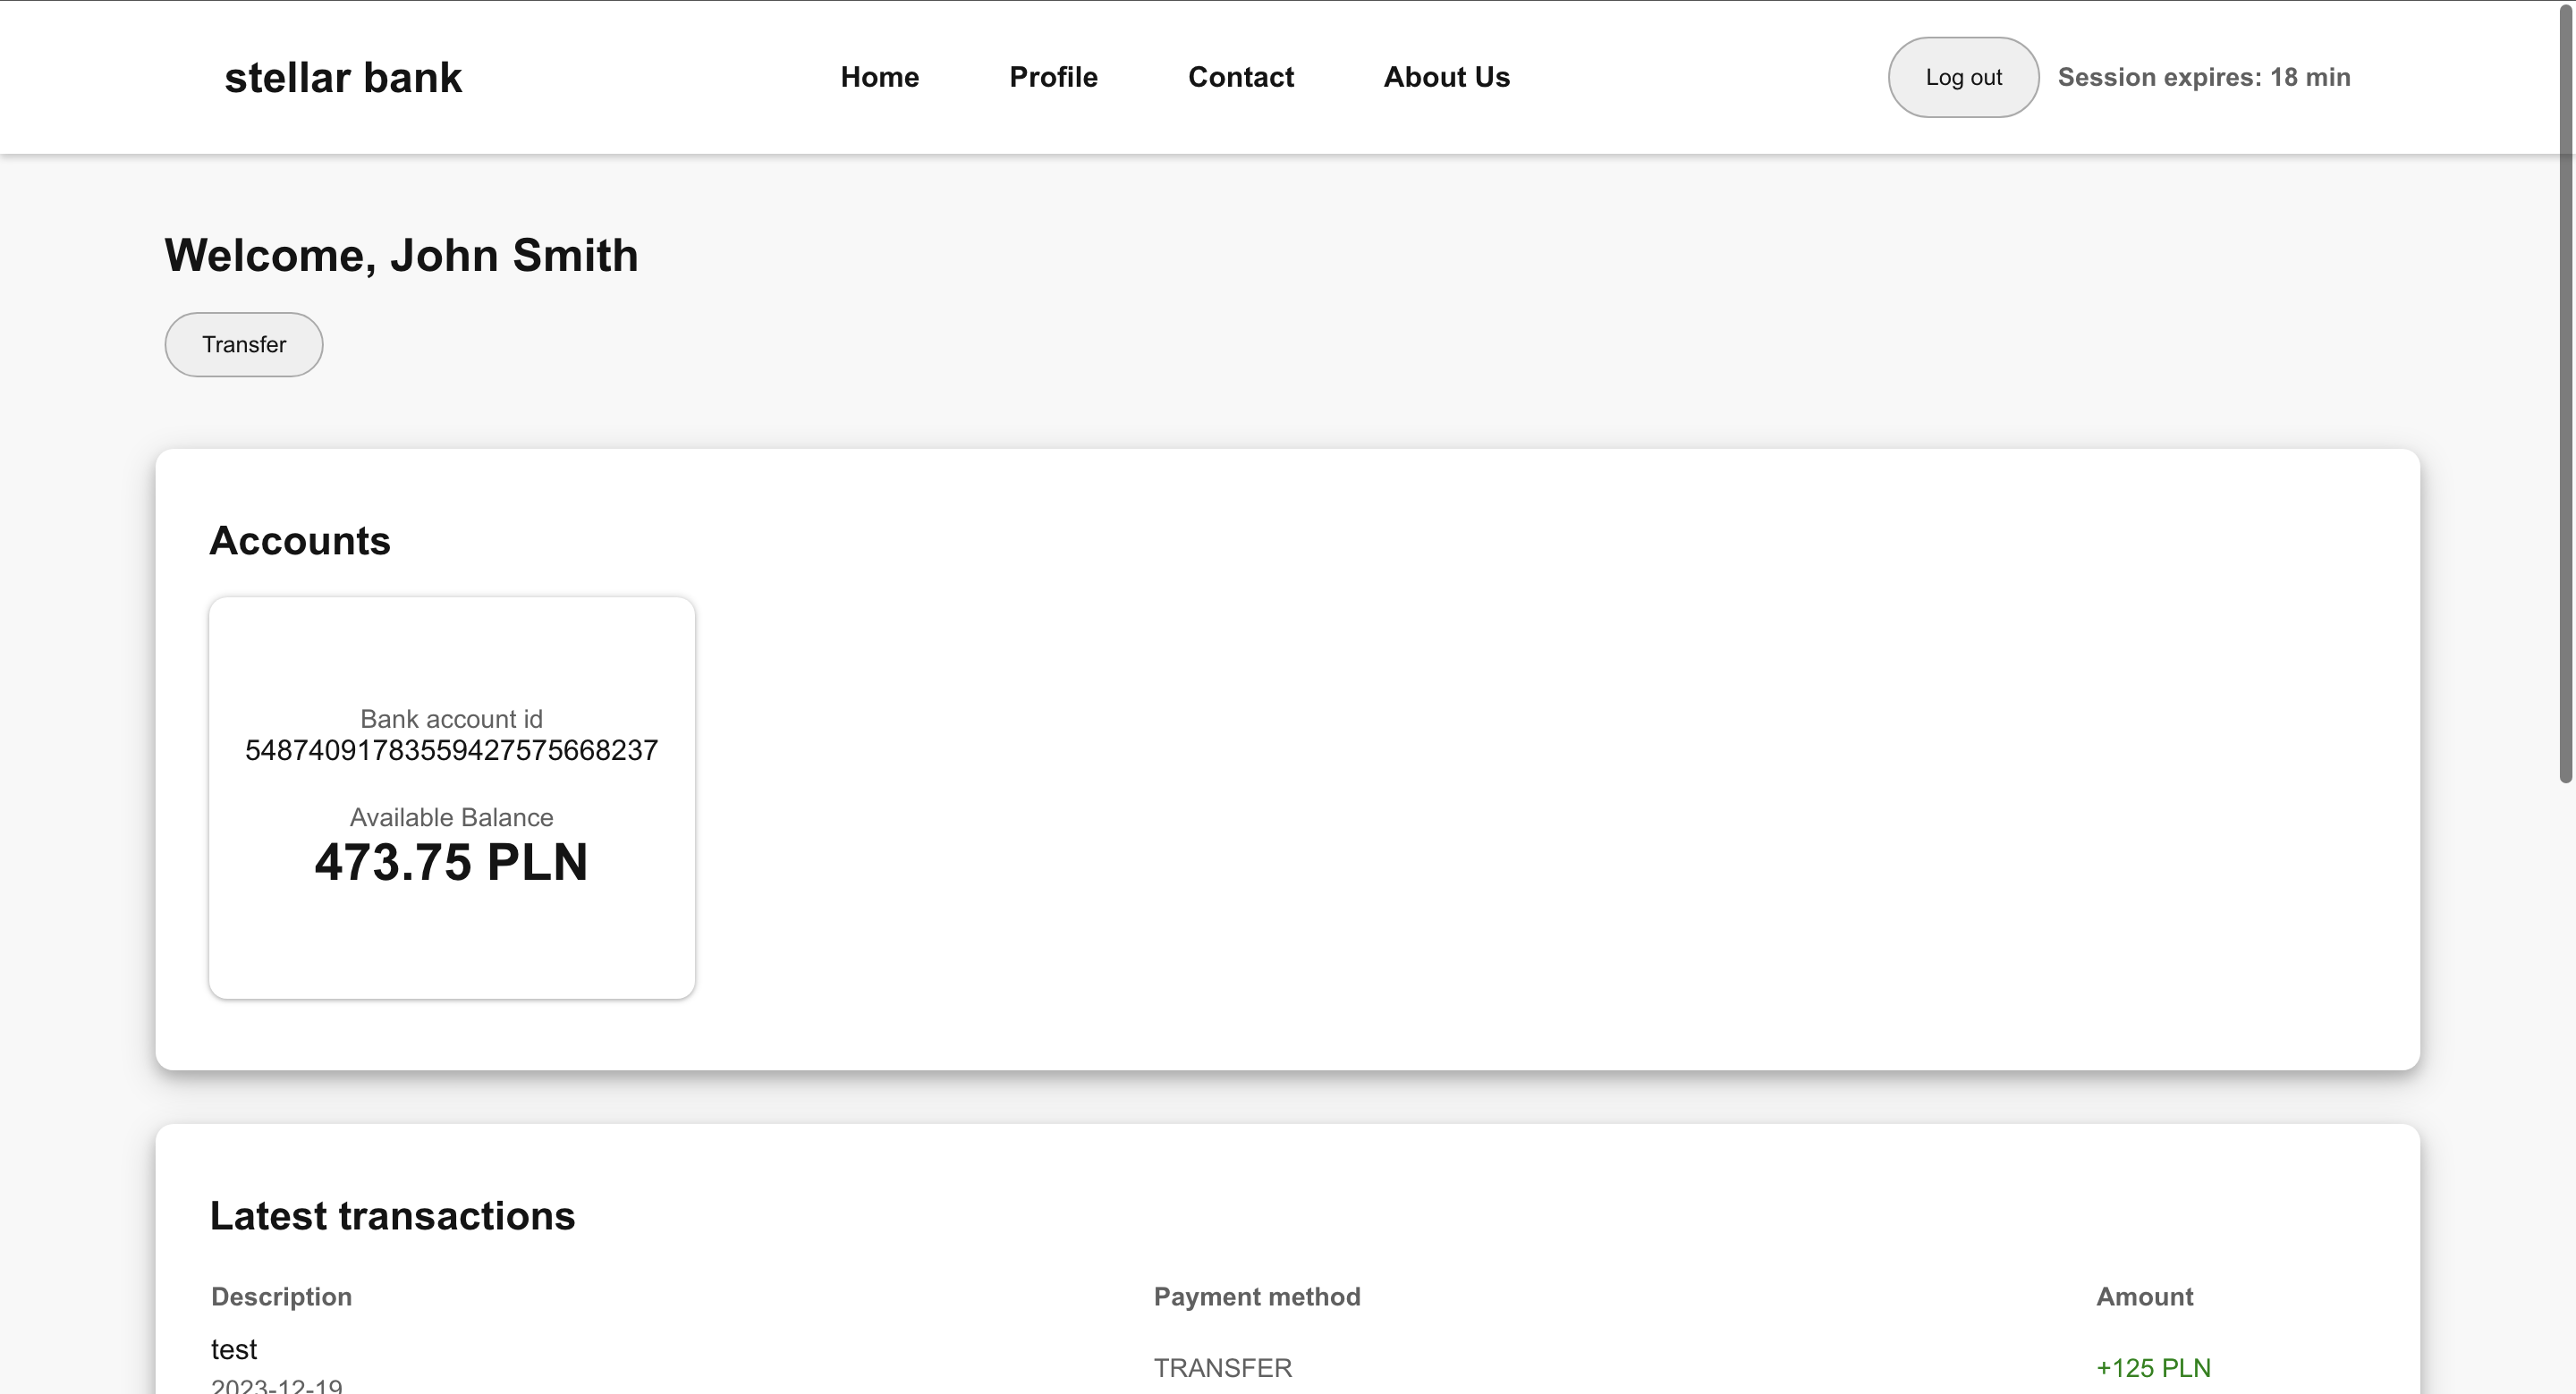 stellar bank
Home
Profile
Contact
About Us
Log out
Session expires: 18 min
Welcome, John Smith
Transfer
Accounts
Bank account id
54874091783559427575668237
Available Balance
473.75 PLN
Latest transactions
Description
Payment method
Amount
test
TRANSFER
+125 PLN
2023-12-19